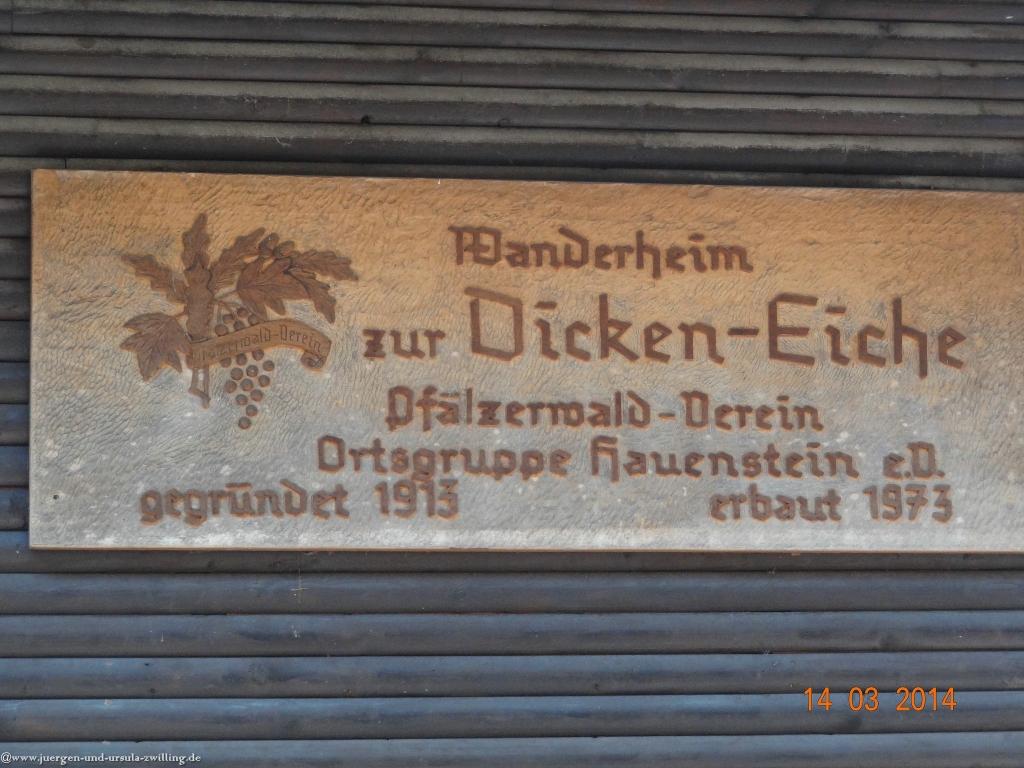 Wanderheim
zur Dicken-Eiche
Pfälzerwald-Verein
Pfälzerwald-Verein
Ortsgruppe Hauenstein e.V.
gegründet 1913 erbaut 1973
14 03 2014
@www.juergen-und-ursula-zwilling.de